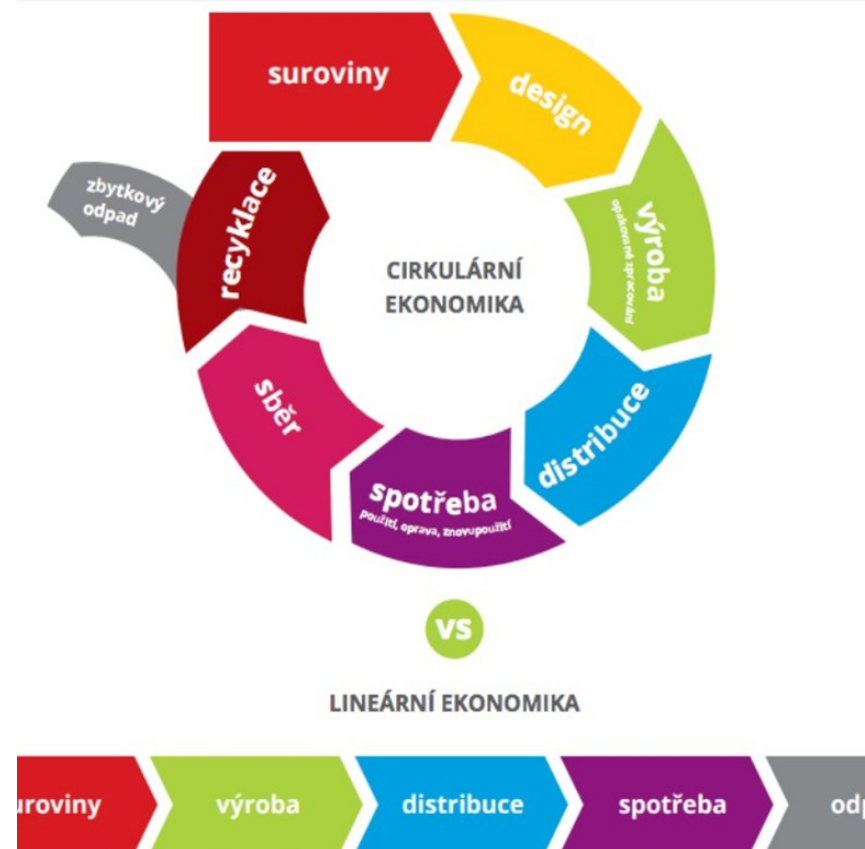 suroviny
design
výroba
opakované zpracování
distribuce
spotřeba
použití, oprava, znovupoužití
sběr
recyklace
zbytkový
odpad
CIRKULÁRNÍ
EKONOMIKA
vs
LINEÁRNÍ EKONOMIKA
uroviny
výroba
distribuce
spotřeba
odp